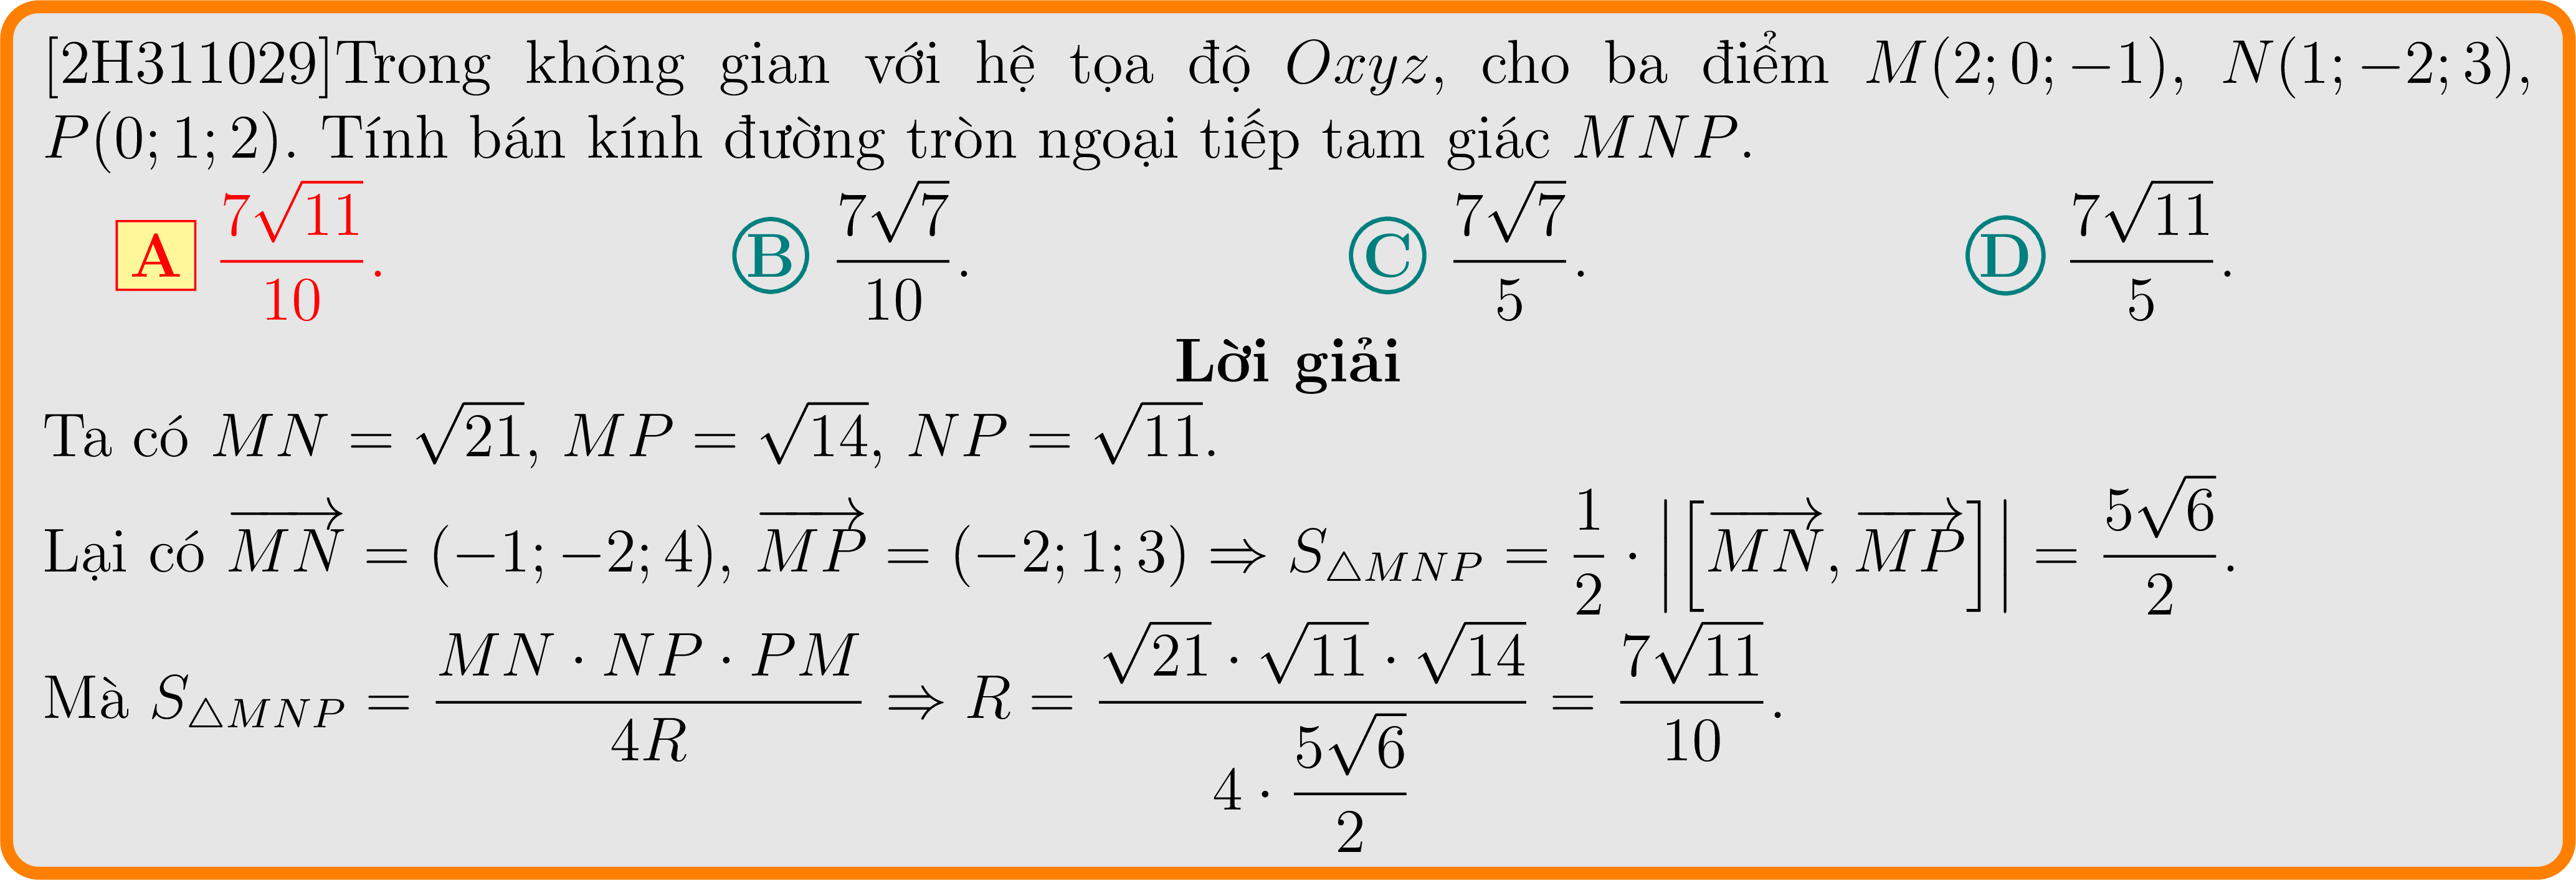 [2H311029]Trong không gian với hệ tọa độ Oxyz, cho ba điểm M(2; 0; −1), N(1; −2; 3),
P(0; 1; 2). Tính bán kính đường tròn ngoại tiếp tam giác MNP.
A $\frac{7\sqrt{11}}{10}$. B $\frac{7\sqrt{7}}{10}$. C $\frac{7\sqrt{7}}{5}$. D $\frac{7\sqrt{11}}{5}$.
Lời giải
Ta có $MN = \sqrt{21}$, $MP = \sqrt{14}$, $NP = \sqrt{11}$.
Lại có $\overrightarrow{MN} = (-1; -2; 4)$, $\overrightarrow{MP} = (-2; 1; 3) \Rightarrow S_{\triangle MNP} = \frac{1}{2} \cdot \left|\left[\overrightarrow{MN}, \overrightarrow{MP}\right]\right| = \frac{5\sqrt{6}}{2}$.
Mà $S_{\triangle MNP} = \frac{MN \cdot NP \cdot PM}{4R} \Rightarrow R = \frac{\sqrt{21} \cdot \sqrt{11} \cdot \sqrt{14}}{4 \cdot \frac{5\sqrt{6}}{2}} = \frac{7\sqrt{11}}{10}$.